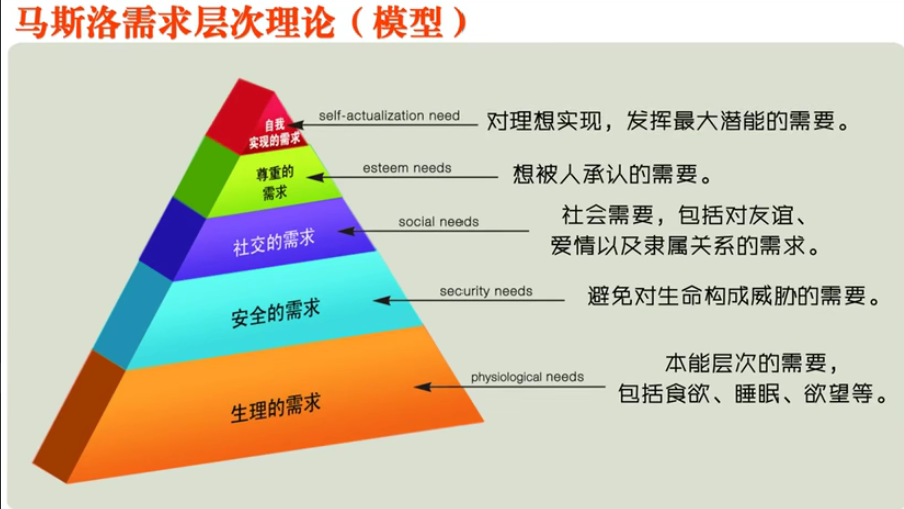 马斯洛需求层次理论（模型）
自我
实现的需求
self-actualization need
对理想实现，发挥最大潜能的需要。
尊重的
需求
esteem needs
想被人承认的需要。
社交的需求
social needs
社会需要，包括对友谊、
爱情以及隶属关系的需求。
安全的需求
security needs
避免对生命构成威胁的需要。
生理的需求
physiological needs
本能层次的需要，
包括食欲、睡眠、欲望等。